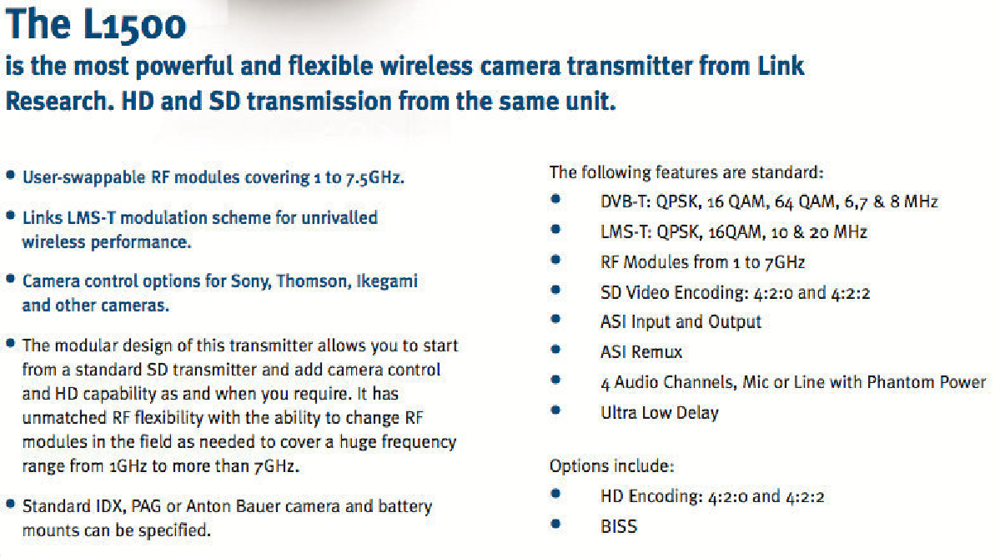 The L1500
is the most powerful and flexible wireless camera transmitter from Link
Research. HD and SD transmission from the same unit.
• User-swappable RF modules covering 1 to 7.5GHz.
• Links LMS-T modulation scheme for unrivalled
wireless performance.
• Camera control options for Sony, Thomson, Ikegami
and other cameras.
• The modular design of this transmitter allows you to start
from a standard SD transmitter and add camera control
and HD capability as and when you require. It has
unmatched RF flexibility with the ability to change RF
modules in the field as needed to cover a huge frequency
range from 1GHz to more than 7GHz.
• Standard IDX, PAG or Anton Bauer camera and battery
mounts can be specified.
The following features are standard:
• DVB-T: QPSK, 16 QAM, 64 QAM, 6,7 & 8 MHz
• LMS-T: QPSK, 16QAM, 10 & 20 MHz
• RF Modules from 1 to 7GHz
• SD Video Encoding: 4:2:0 and 4:2:2
• ASI Input and Output
• ASI Remux
• 4 Audio Channels, Mic or Line with Phantom Power
• Ultra Low Delay
Options include:
• HD Encoding: 4:2:0 and 4:2:2
• BISS